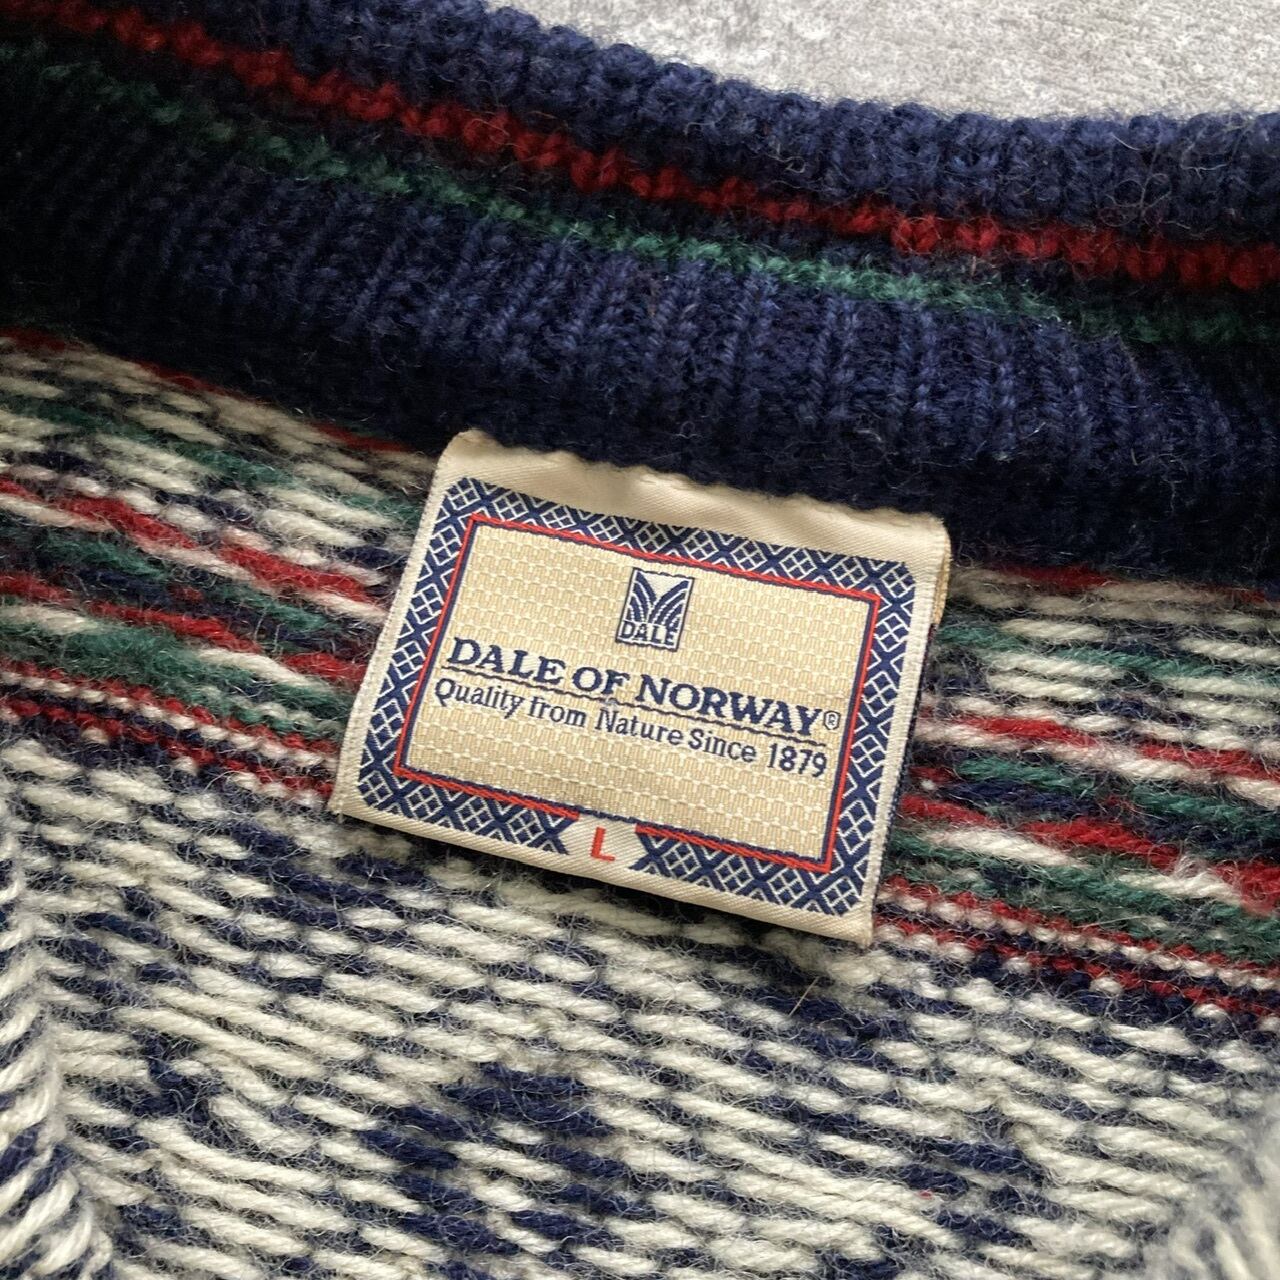 DALE
DALE OF NORWAY®
Quality from Nature Since 1879
L